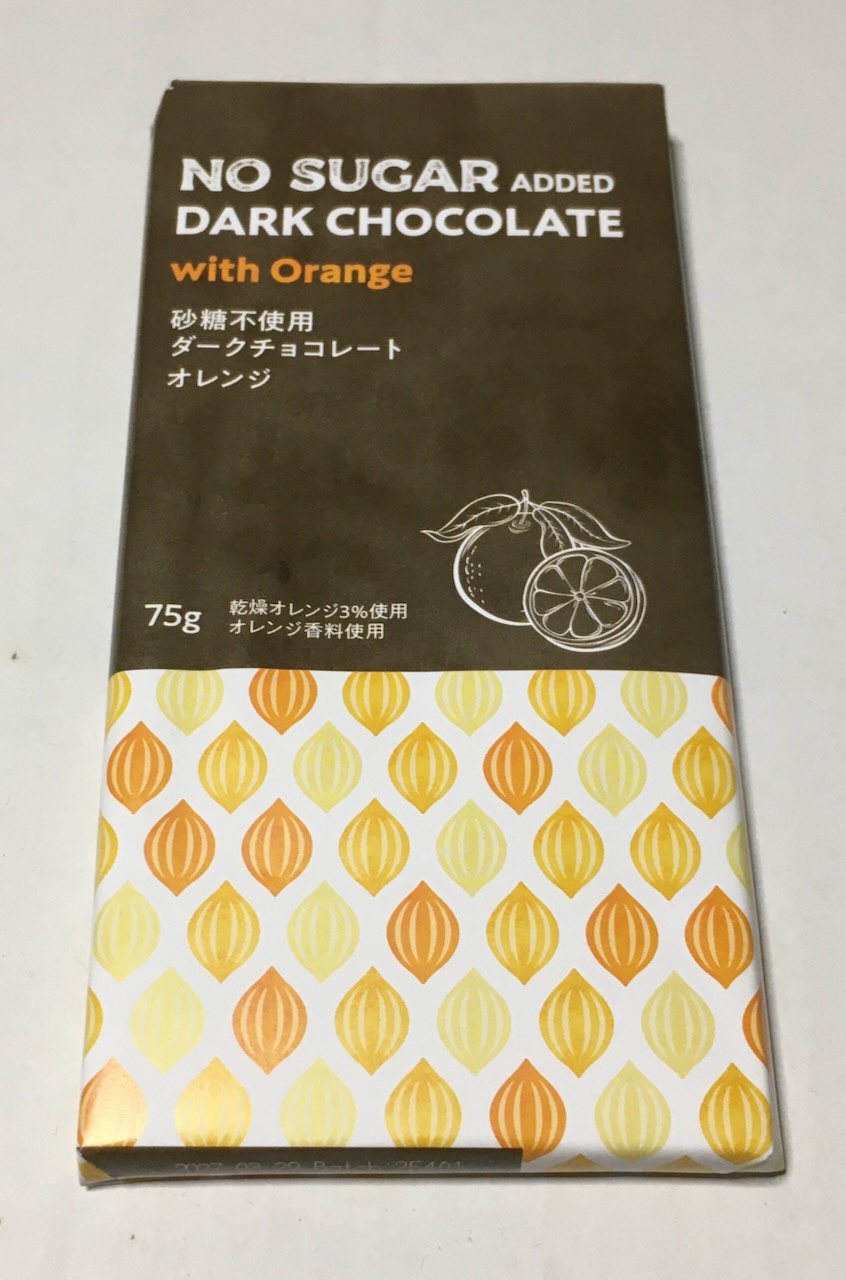 NO SUGAR ADDED
DARK CHOCOLATE
with Orange
砂糖不使用
ダークチョコレート
オレンジ
75g
乾燥オレンジ3%使用
オレンジ香料使用
Batch